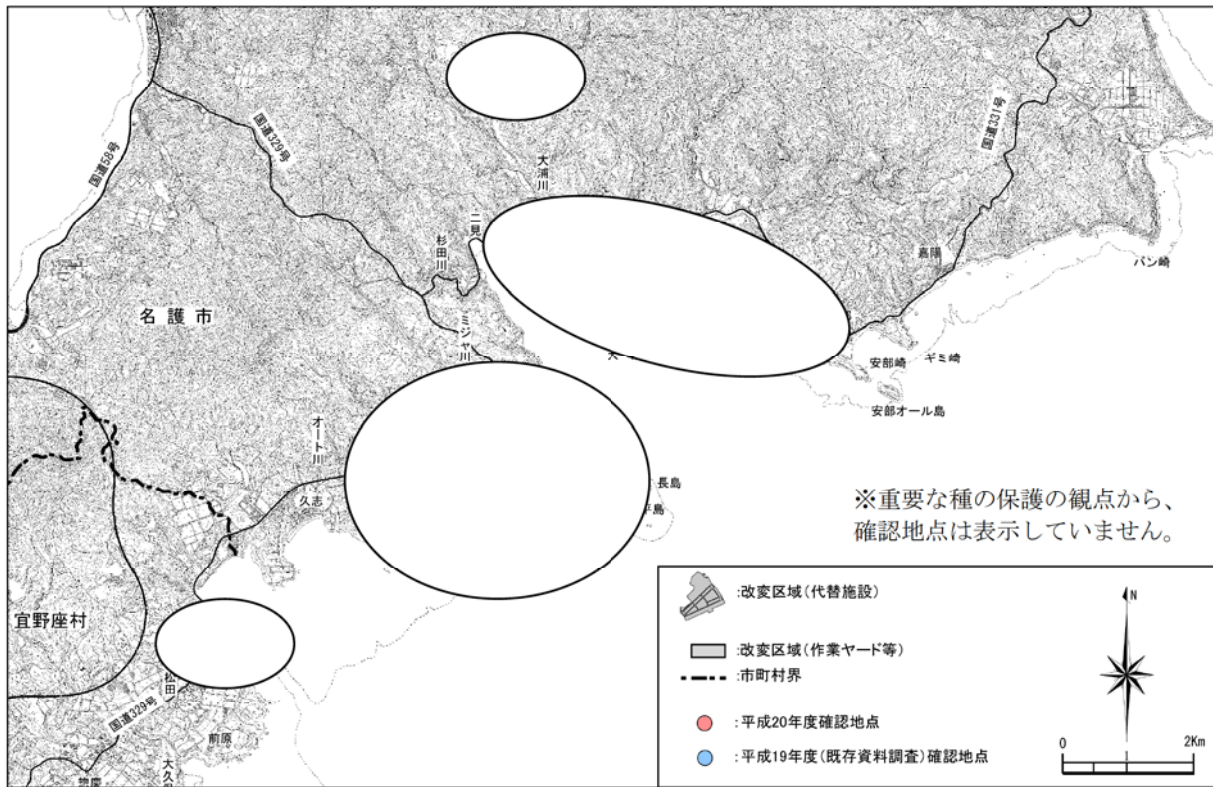 国道58号
国道329号
大浦川
国道331号
二見
杉田川
嘉陽
バン崎
名護市
ミジャ川
安部崎
ギミ崎
安部オール島
オート川
久志
長島
平島
※重要な種の保護の観点から、
確認地点は表示していません。
宜野座村
松田
国道329号
前原
:改変区域(代替施設)
:改変区域(作業ヤード等)
:市町村界
:平成20年度確認地点
:平成19年度(既存資料調査)確認地点
N
0 2Km